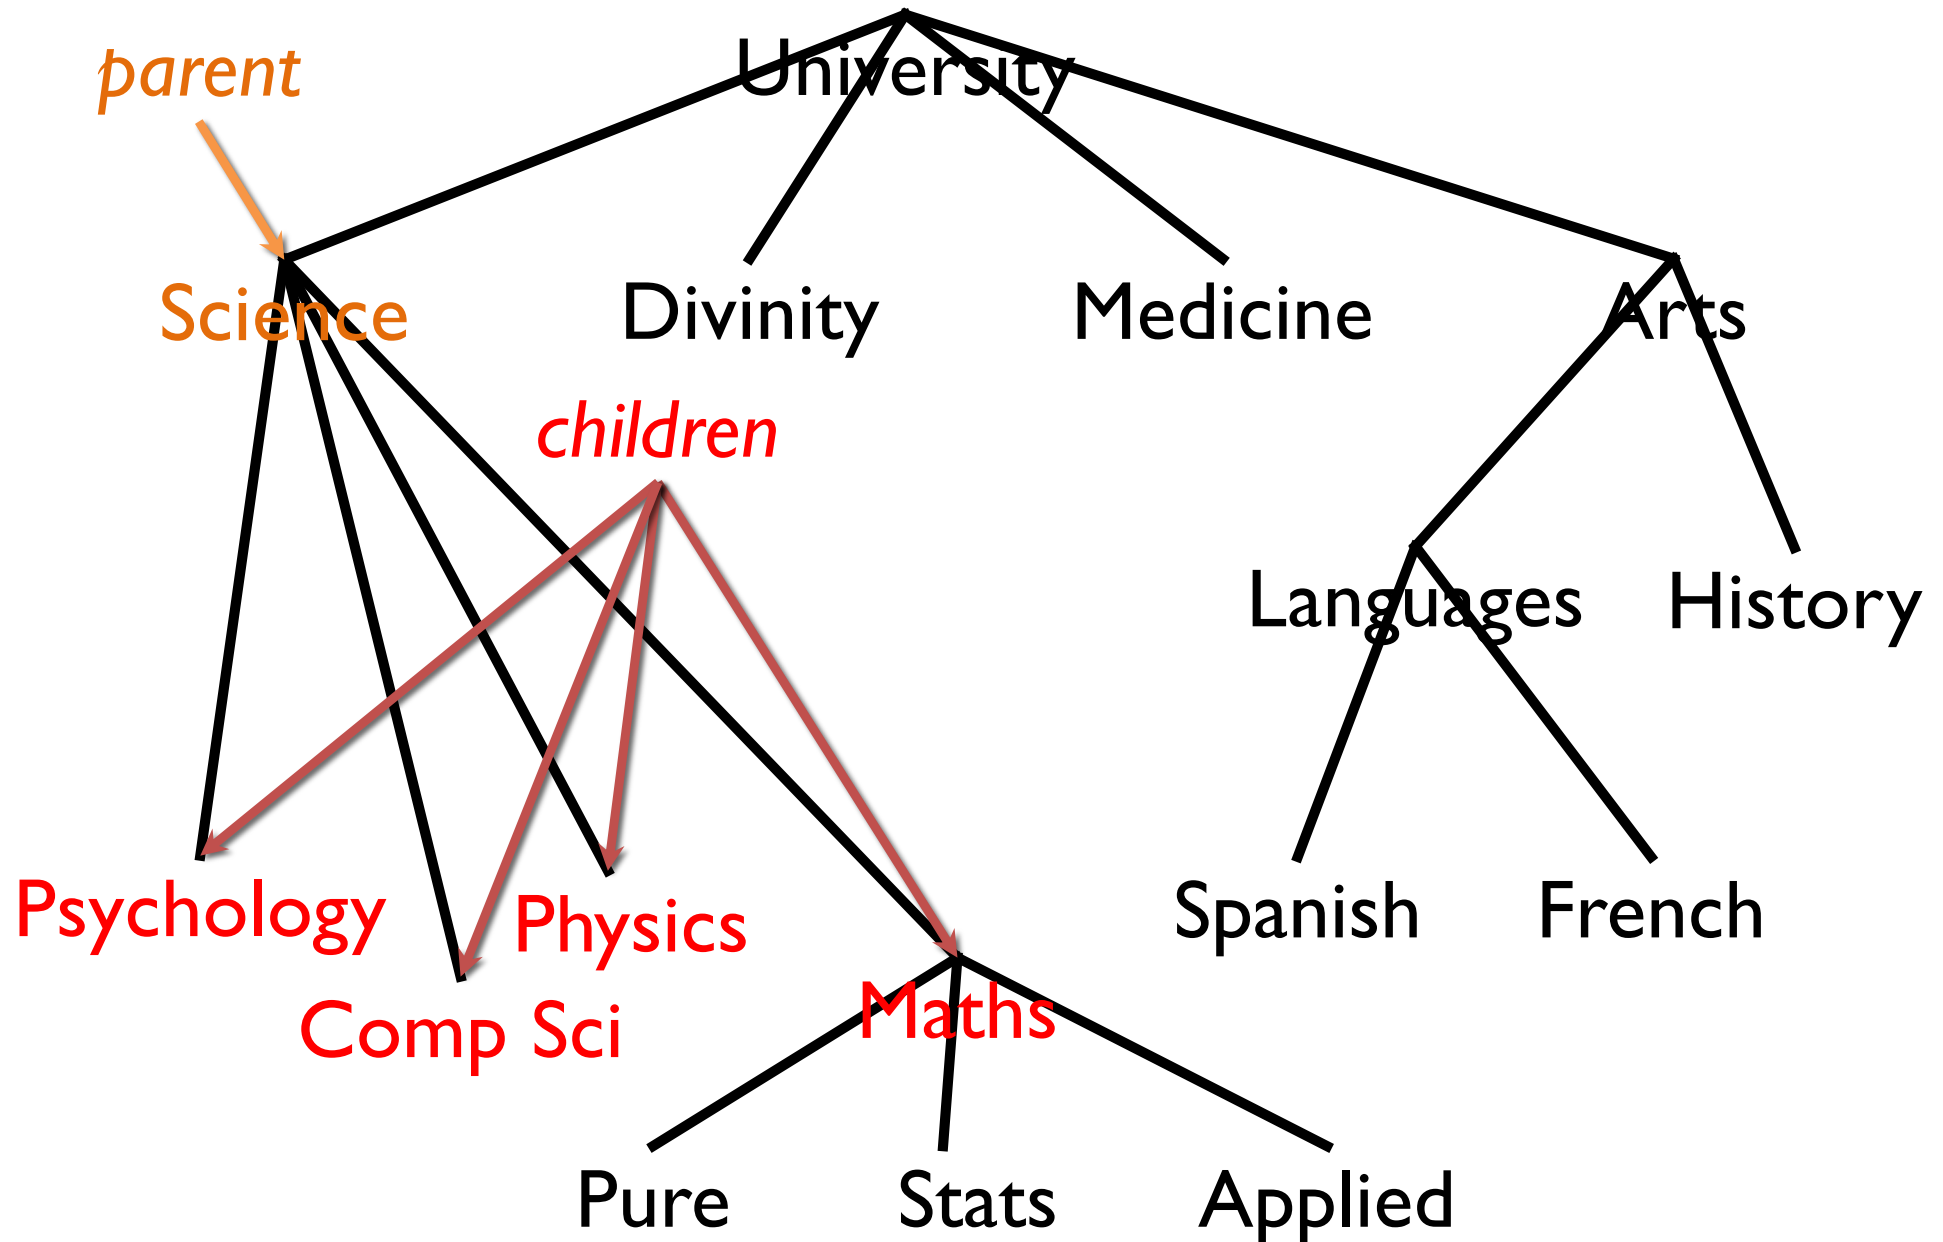 University
parent
Science
Divinity
Medicine
Arts
children
Languages
History
Psychology
Physics
Spanish
French
Comp Sci
Maths
Pure
Stats
Applied